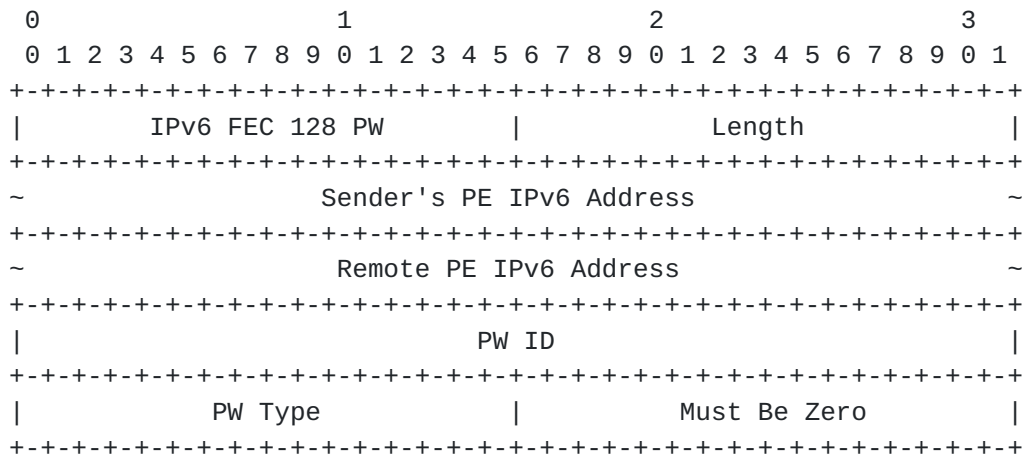 0                   1                   2                   3
 0 1 2 3 4 5 6 7 8 9 0 1 2 3 4 5 6 7 8 9 0 1 2 3 4 5 6 7 8 9 0 1
+-+-+-+-+-+-+-+-+-+-+-+-+-+-+-+-+-+-+-+-+-+-+-+-+-+-+-+-+-+-+-+-+
|        IPv6 FEC 128 PW        |            Length             |
+-+-+-+-+-+-+-+-+-+-+-+-+-+-+-+-+-+-+-+-+-+-+-+-+-+-+-+-+-+-+-+-+
~                   Sender's PE IPv6 Address                    ~
+-+-+-+-+-+-+-+-+-+-+-+-+-+-+-+-+-+-+-+-+-+-+-+-+-+-+-+-+-+-+-+-+
~                    Remote PE IPv6 Address                     ~
+-+-+-+-+-+-+-+-+-+-+-+-+-+-+-+-+-+-+-+-+-+-+-+-+-+-+-+-+-+-+-+-+
|                             PW ID                             |
+-+-+-+-+-+-+-+-+-+-+-+-+-+-+-+-+-+-+-+-+-+-+-+-+-+-+-+-+-+-+-+-+
|            PW Type            |          Must Be Zero         |
+-+-+-+-+-+-+-+-+-+-+-+-+-+-+-+-+-+-+-+-+-+-+-+-+-+-+-+-+-+-+-+-+